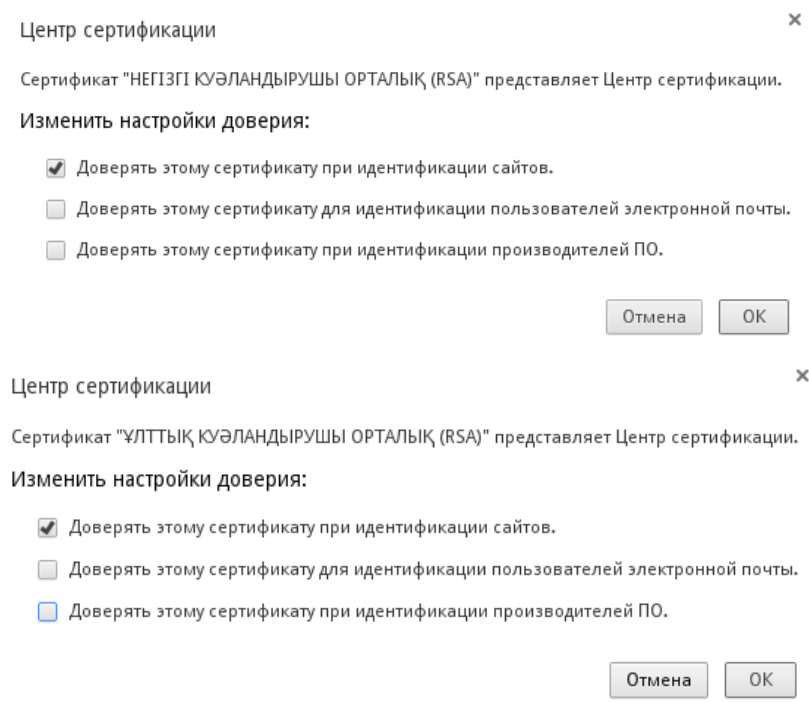 Центр сертификации
Сертификат "НЕГІЗГІ КУӘЛАНДЫРУШЫ ОРТАЛЫҚ (RSA)" представляет Центр сертификации.
Изменить настройки доверия:
Доверять этому сертификату при идентификации сайтов.
Доверять этому сертификату для идентификации пользователей электронной почты.
Доверять этому сертификату при идентификации производителей ПО.
Отмена ОК
Центр сертификации
Сертификат "ҰЛТТЫҚ КУӘЛАНДЫРУШЫ ОРТАЛЫҚ (RSA)" представляет Центр сертификации.
Изменить настройки доверия:
Доверять этому сертификату при идентификации сайтов.
Доверять этому сертификату для идентификации пользователей электронной почты.
Доверять этому сертификату при идентификации производителей ПО.
Отмена ОК